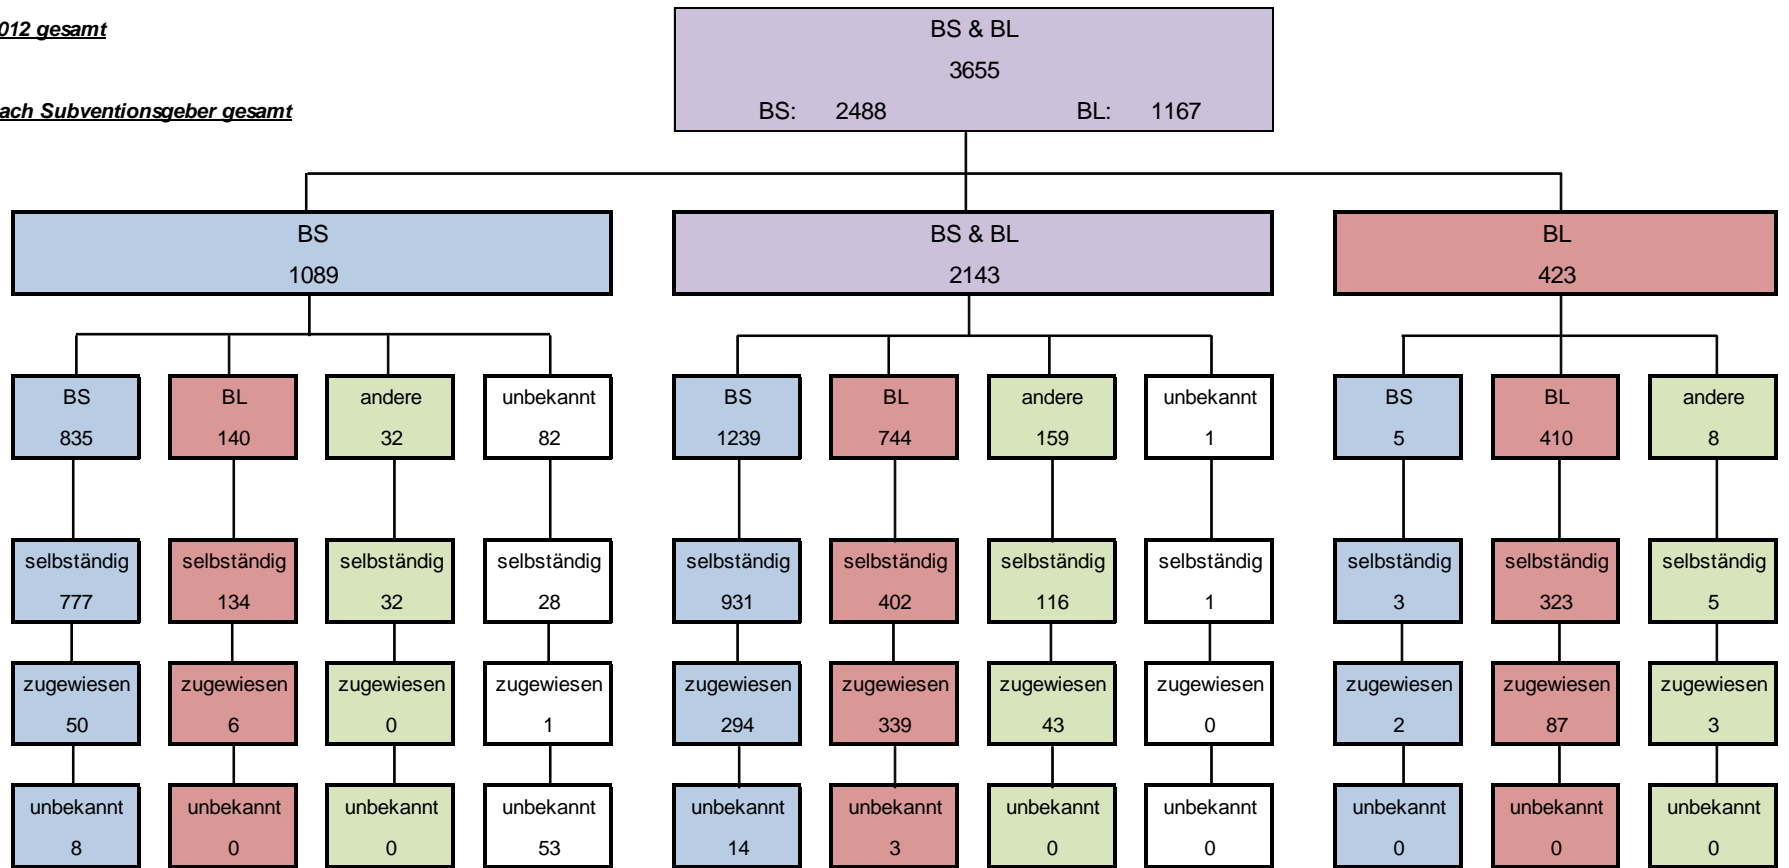 012 gesamt
BS & BL
3655
ach Subventionsgeber gesamt
BS: 2488 BL: 1167
BS BS & BL BL
1089 2143 423
BS BL andere unbekannt BS BL andere unbekannt BS BL andere
835 140 32 82 1239 744 159 1 5 410 8
selbständig selbständig selbständig selbständig selbständig selbständig selbständig selbständig selbständig selbständig selbständig
777 134 32 28 931 402 116 1 3 323 5
zugewiesen zugewiesen zugewiesen zugewiesen zugewiesen zugewiesen zugewiesen zugewiesen zugewiesen zugewiesen zugewiesen
50 6 0 1 294 339 43 0 2 87 3
unbekannt unbekannt unbekannt unbekannt unbekannt unbekannt unbekannt unbekannt unbekannt unbekannt unbekannt
8 0 0 53 14 3 0 0 0 0 0